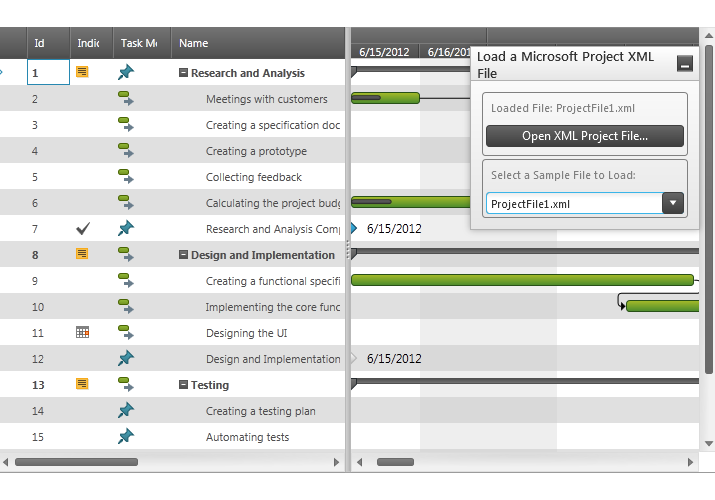 Id Indic Task Mo Name
6/15/2012 6/16/201
1 Research and Analysis
2 Meetings with customers
3 Creating a specification doc
4 Creating a prototype
5 Collecting feedback
6 Calculating the project budg
7 Research and Analysis Comp 6/15/2012
8 Design and Implementation
9 Creating a functional specifi
10 Implementing the core func
11 Designing the UI
12 Design and Implementation 6/15/2012
13 Testing
14 Creating a testing plan
15 Automating tests
Load a Microsoft Project XML
File
Loaded File: ProjectFile1.xml
Open XML Project File...
Select a Sample File to Load:
ProjectFile1.xml